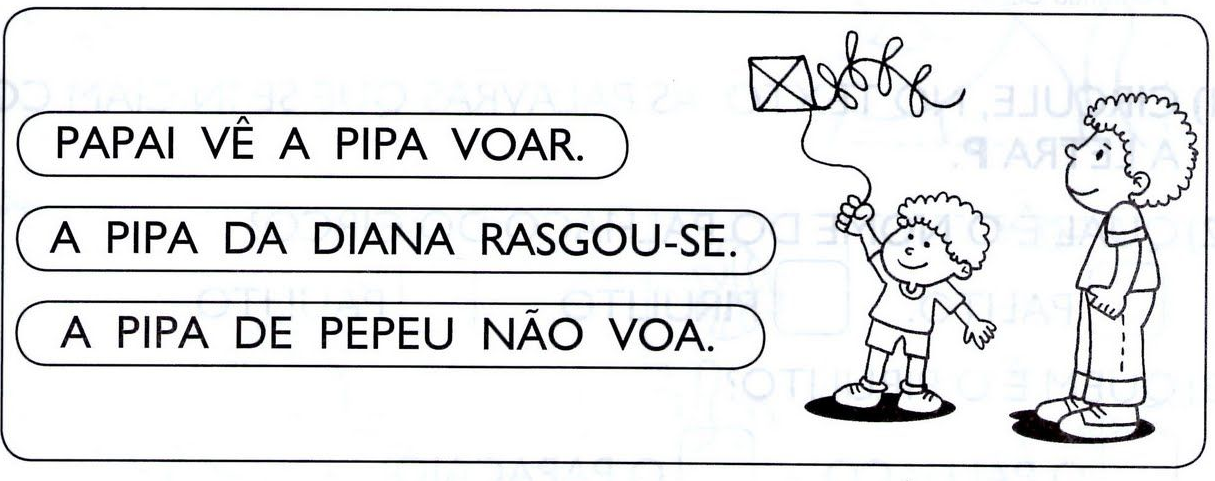 PAPAI VÊ A PIPA VOAR.
A PIPA DA DIANA RASGOU-SE.
A PIPA DE PEPEU NÃO VOA.